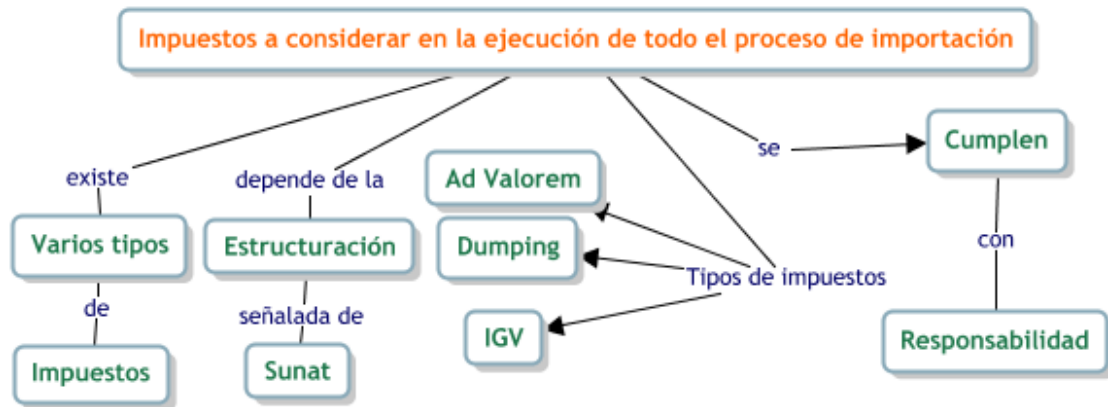 Impuestos a considerar en la ejecución de todo el proceso de importación
existe
Varios tipos
de
Impuestos
depende de la
Estructuración
señalada de
Sunat
Tipos de impuestos
Ad Valorem
Dumping
IGV
se
Cumplen
con
Responsabilidad